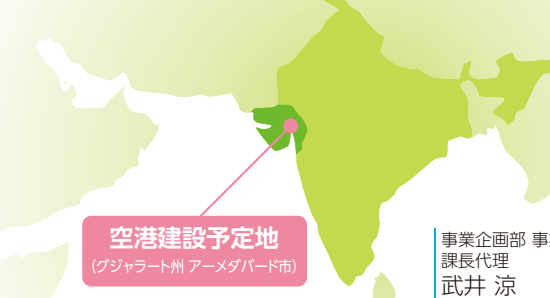 空港建設予定地
(グジャラート州 アーメダバード市)
事業企画部
課長代理
武井 涼